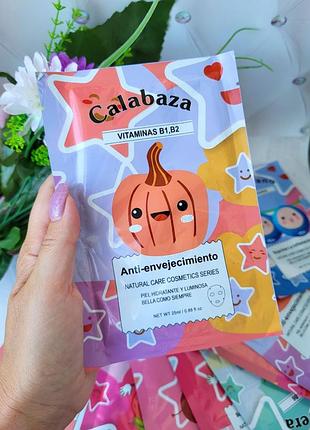 Calabaza
VITAMINAS B1,B2
Anti-envejecimiento
NATURAL CARE COSMETICS SERIES
PIEL HIDRATANTE Y LUMINOSA
BELLA COMO SIEMPRE
NET WT 25ml / 0.88 fl oz